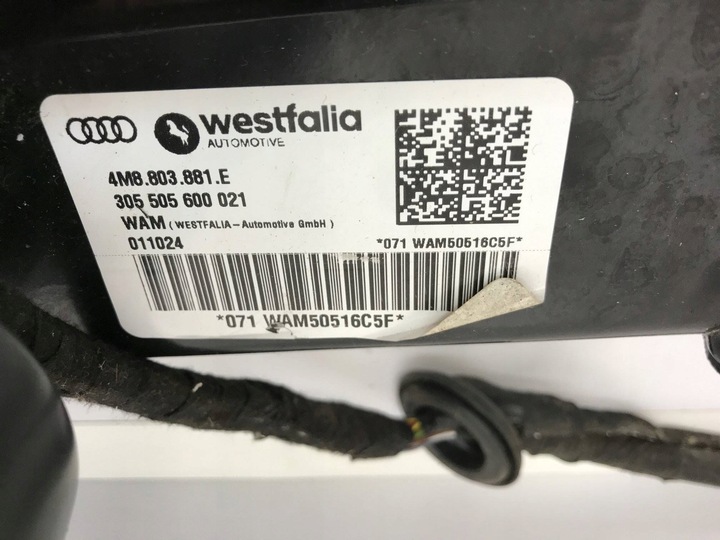 westfalia
AUTOMOTIVE
4M8.803.881.E
305 505 600 021
WAM ( WESTFALIA-Automotive GmbH )
011024
*071 WAM50516C5F*
*071 WAM50516C5F*